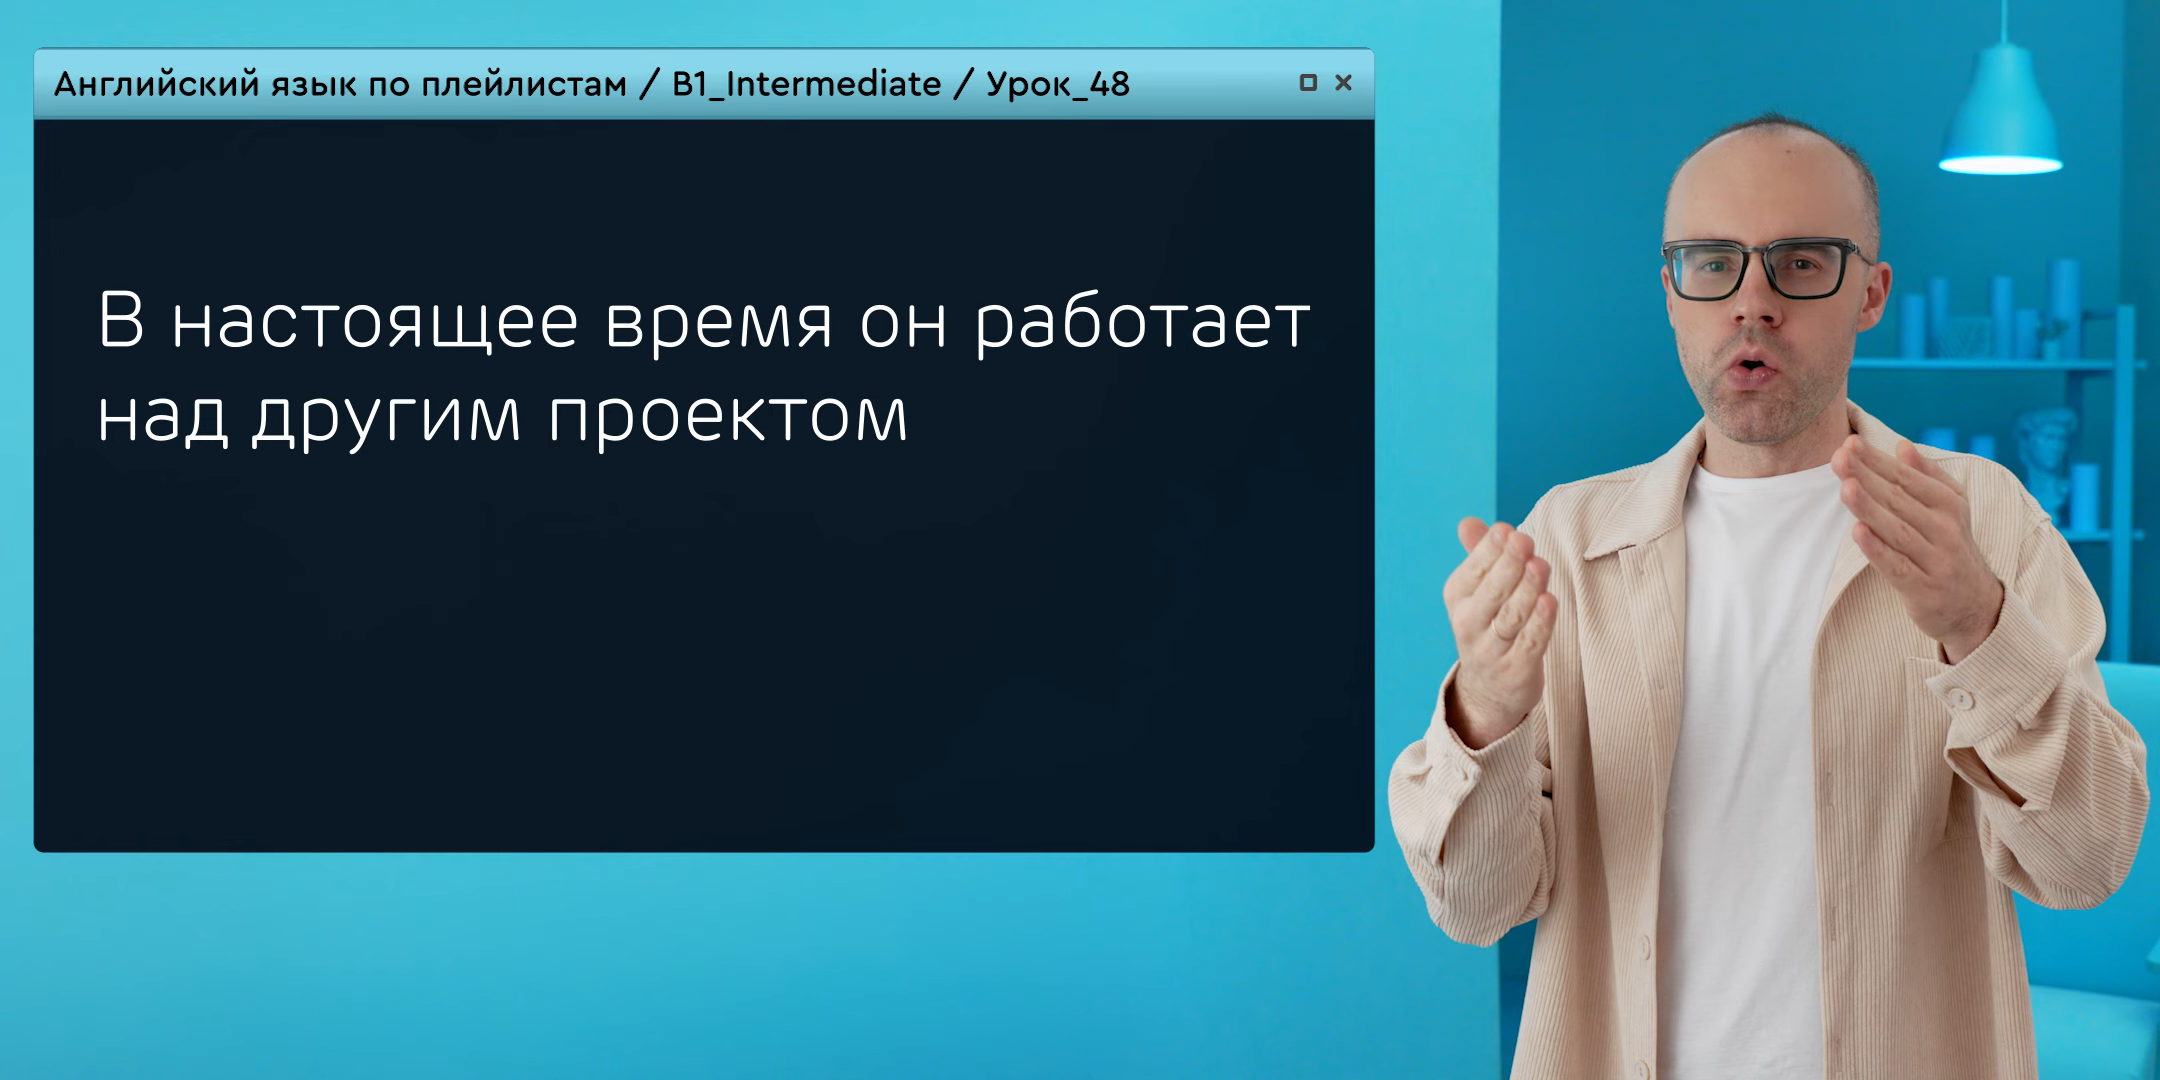 Английский язык по плейлистам / B1_Intermediate / Урок_48
В настоящее время он работает
над другим проектом